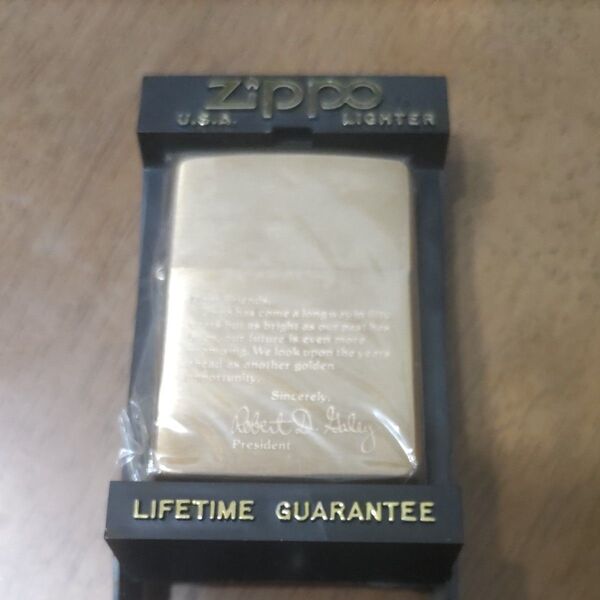 Zippo
U.S.A. LIGHTER
Friends,
has come a long way in fifty
but as bright as our past has
our future is even more
We look upon the years
ahead as another golden
opportunity.
Sincerely,
Robert D. Galey
President
LIFETIME GUARANTEE